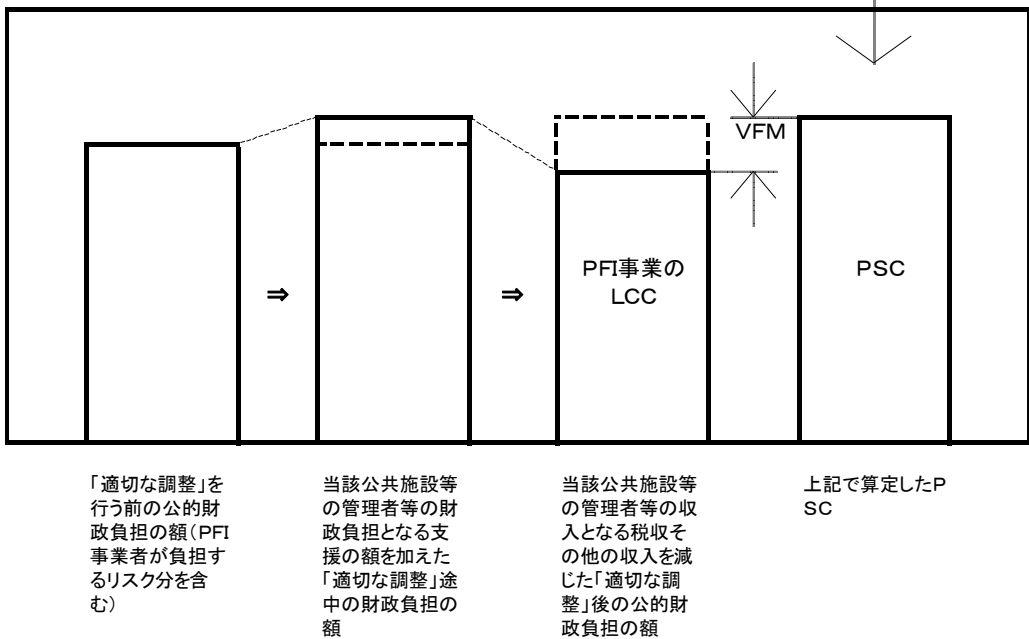 VFM
PFI事業の
LCC
PSC
⇒
⇒
「適切な調整」を
行う前の公的財
政負担の額(PFI
事業者が負担す
るリスク分を含
む)
当該公共施設等
の管理者等の財
政負担となる支
援の額を加えた
「適切な調整」途
中の財政負担の
額
当該公共施設等
の管理者等の収
入となる税収そ
の他の収入を減
じた「適切な調
整」後の公的財
政負担の額
上記で算定したP
SC